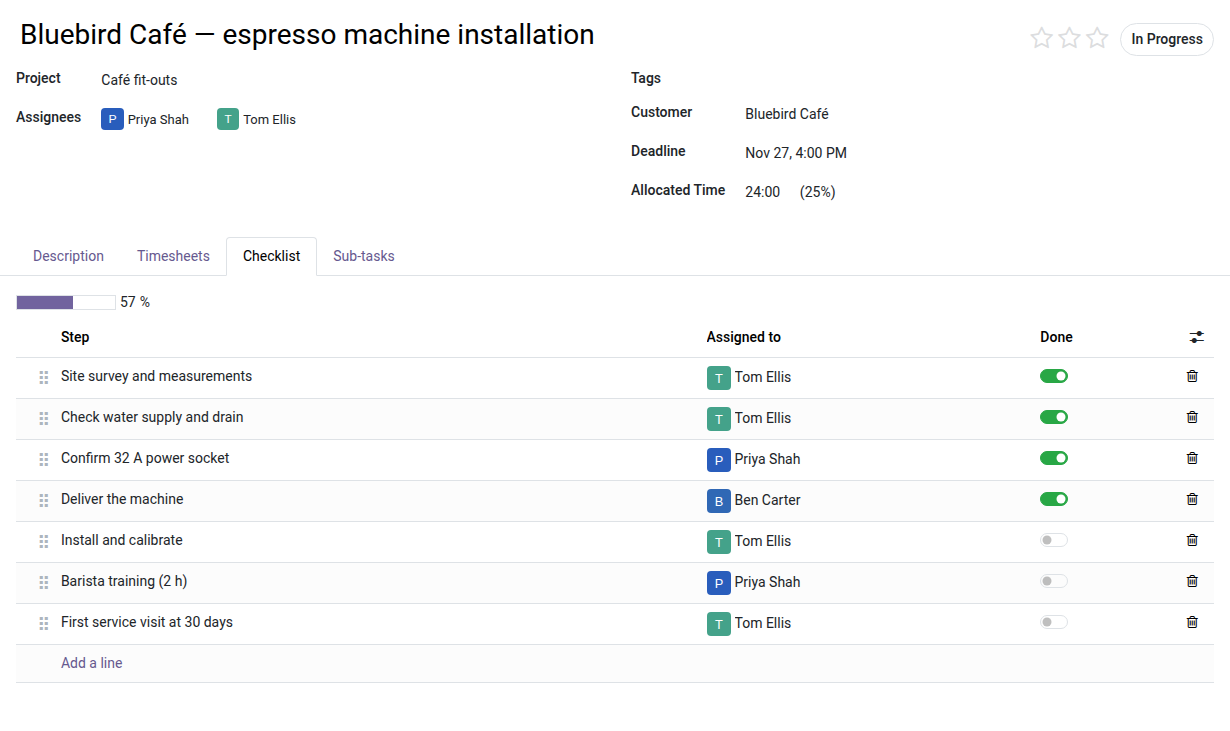 Bluebird Café — espresso machine installation
In Progress
Project Café fit-outs
Assignees P Priya Shah T Tom Ellis
Tags
Customer Bluebird Café
Deadline Nov 27, 4:00 PM
Allocated Time 24:00 (25%)
Description Timesheets Checklist Sub-tasks
57 %
Step Assigned to Done
Site survey and measurements T Tom Ellis
Check water supply and drain T Tom Ellis
Confirm 32 A power socket P Priya Shah
Deliver the machine B Ben Carter
Install and calibrate T Tom Ellis
Barista training (2 h) P Priya Shah
First service visit at 30 days T Tom Ellis
Add a line